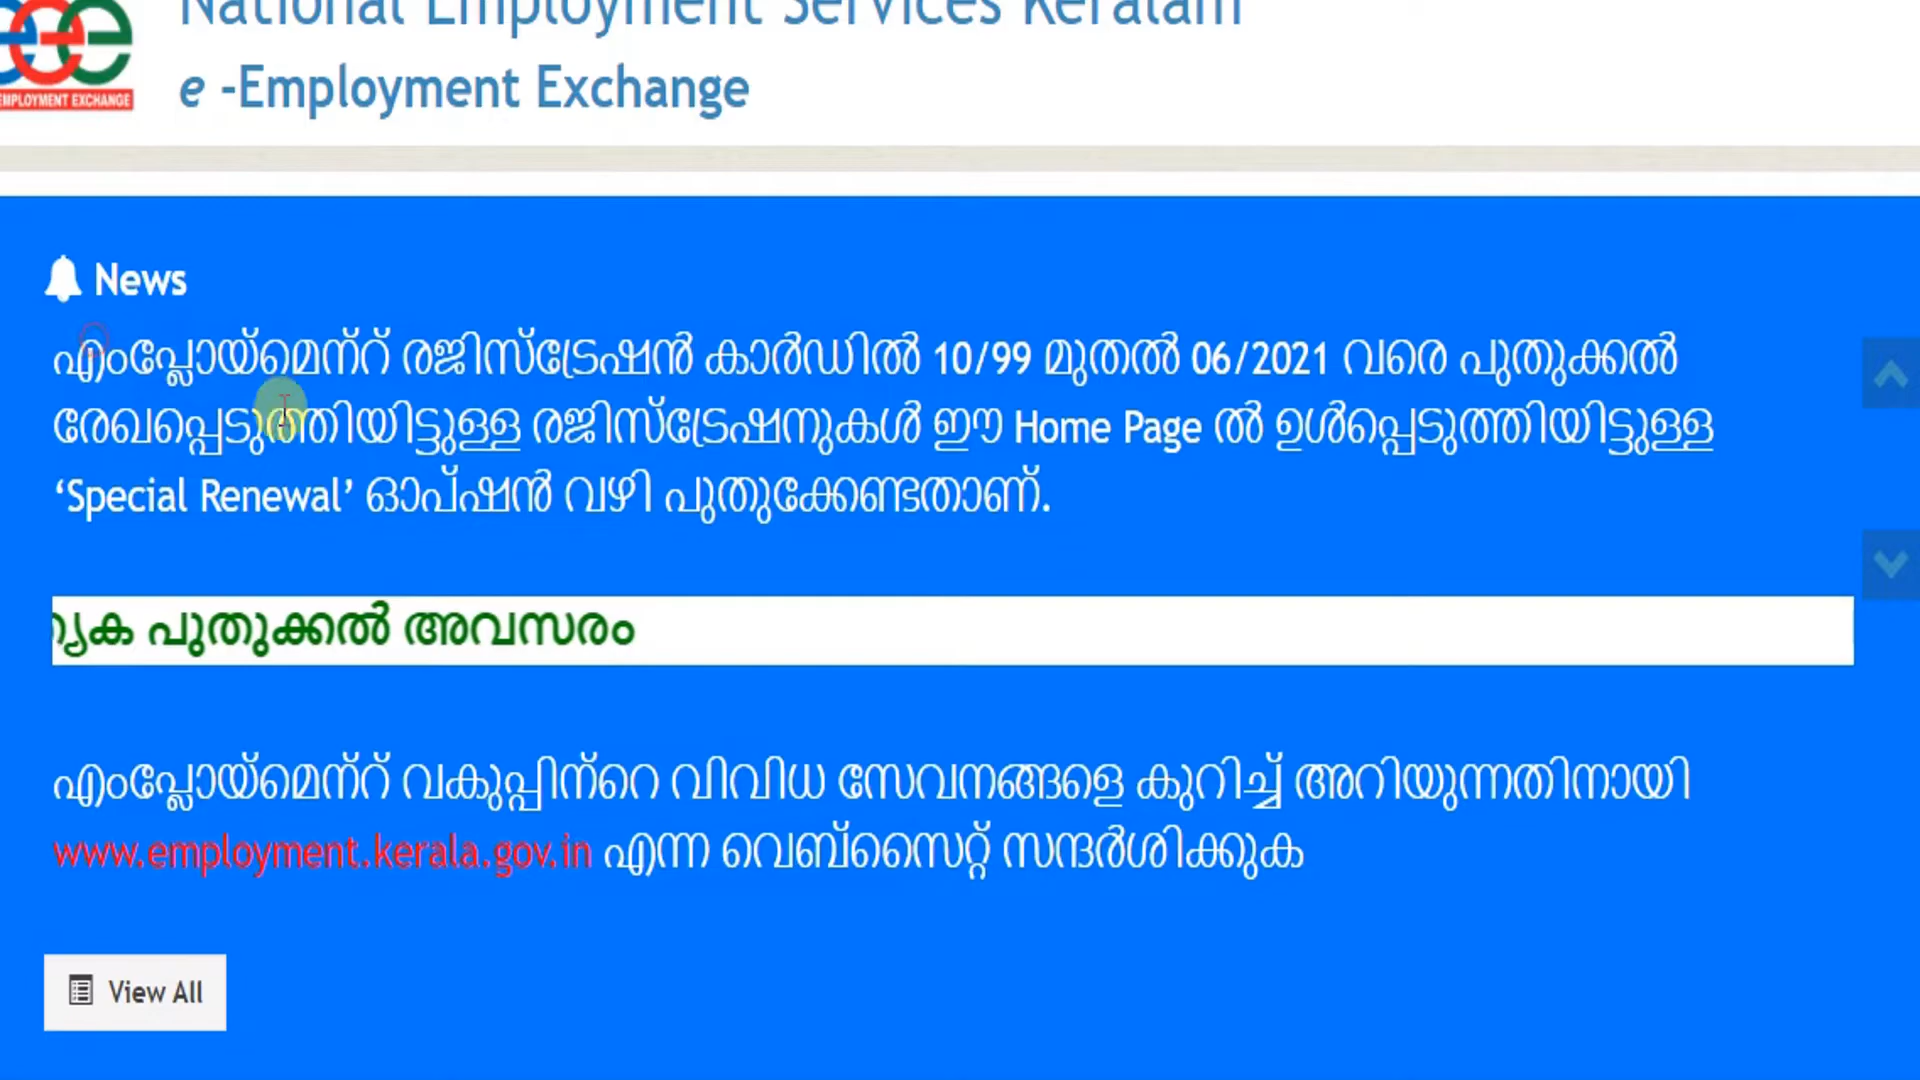 National Employment Services Keralam
e -Employment Exchange
EMPLOYMENT EXCHANGE
News
എംപ്ലോയ്മെന്റ് രജിസ്ട്രേഷൻ കാർഡിൽ 10/99 മുതൽ 06/2021 വരെ പുതുക്കൽ
രേഖപ്പെടുത്തിയിട്ടുള്ള രജിസ്ട്രേഷനുകൾ ഈ Home Page ൽ ഉൾപ്പെടുത്തിയിട്ടുള്ള
‘Special Renewal’ ഓപ്ഷൻ വഴി പുതുക്കേണ്ടതാണ്.
പുതുക്കൽ അവസരം
എംപ്ലോയ്മെന്റ് വകുപ്പിന്റെ വിവിധ സേവനങ്ങളെ കുറിച്ച് അറിയുന്നതിനായി
www.employment.kerala.gov.in എന്ന വെബ്സൈറ്റ് സന്ദർശിക്കുക
View All